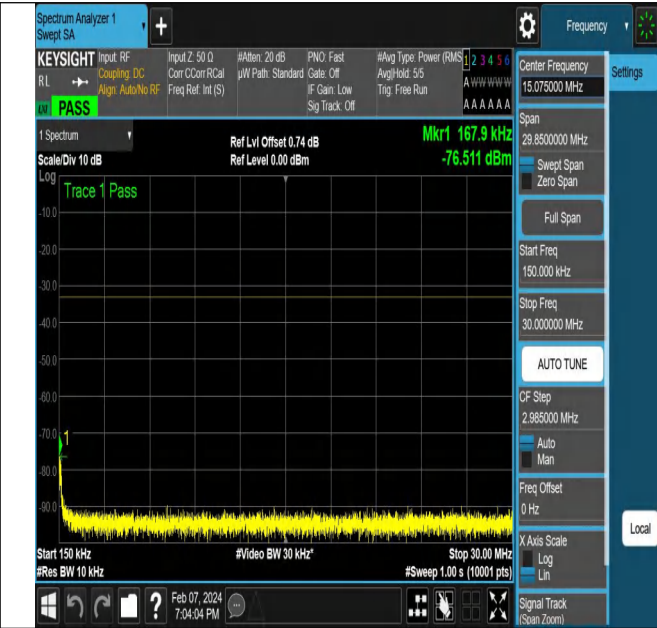 Spectrum Analyzer 1
Swept SA
Frequency
KEYSIGHT
RL
LXI
PASS
Input: RF
Coupling: DC
Align: Auto/No RF
Input Z: 50 Ω
Corr CCorr RCal
Freq Ref: Int (S)
#Atten: 20 dB
µW Path: Standard
PNO: Fast
Gate: Off
IF Gain: Low
Sig Track: Off
#Avg Type: Power (RMS
Avg|Hold: 5/5
Trig: Free Run
1 2 3 4 5 6
A W W W W W
A A A A A A
1 Spectrum
Scale/Div 10 dB
Ref Lvl Offset 0.74 dB
Ref Level 0.00 dBm
Mkr1 167.9 kHz
-76.511 dBm
Log
Trace 1 Pass
-10.0
-20.0
-30.0
-40.0
-50.0
-60.0
-70.0
-80.0
-90.0
1
Start 150 kHz
#Res BW 10 kHz
#Video BW 30 kHz*
Stop 30.00 MHz
#Sweep 1.00 s (10001 pts)
Feb 07, 2024
7:04:04 PM
Center Frequency
15.075000 MHz
Settings
Span
29.8500000 MHz
Swept Span
Zero Span
Full Span
Start Freq
150.000 kHz
Stop Freq
30.000000 MHz
AUTO TUNE
CF Step
2.985000 MHz
Auto
Man
Freq Offset
0 Hz
X Axis Scale
Log
Lin
Local
Signal Track
(Span Zoom)